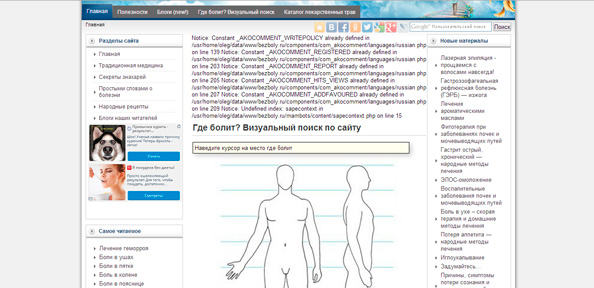 Главная Полезности Блоки (new!) Где болит? Визуальный поиск Каталог лекарственных трав
Главная
Google Пользовательский поиск Поиск
Разделы сайта
Главная
Традиционная медицина
Секреты знахарей
Простыми словами о
болезни
Народные рецепты
Блоги наших читателей
Узнать
Смотреть
Самое читаемое
Лечение геморроя
Боль в ушах
Боли в пятке
Боль в колене
Боль в пояснице
Notice: Constant _AKOCOMMENT_WRITEPOLICY already defined in
/usr/home/oleg/data/www/bezboly.ru/components/com_akocomment/languages/russian.php
on line 139 Notice: Constant _AKOCOMMENT_REGISTERED already defined in
/usr/home/oleg/data/www/bezboly.ru/components/com_akocomment/languages/russian.php
on line 203 Notice: Constant _AKOCOMMENT_REPORT already defined in
/usr/home/oleg/data/www/bezboly.ru/components/com_akocomment/languages/russian.php
on line 205 Notice: Constant _AKOCOMMENT_HITS_VIEWS already defined in
/usr/home/oleg/data/www/bezboly.ru/components/com_akocomment/languages/russian.php
on line 207 Notice: Constant _AKOCOMMENT_ADDFAVOURED already defined in
/usr/home/oleg/data/www/bezboly.ru/components/com_akocomment/languages/russian.php
on line 209 Notice: Undefined index: sapecontext in
/usr/home/oleg/data/www/bezboly.ru/mambots/content/sapecontext.php on line 15
Где болит? Визуальный поиск по сайту
Наведите курсор на место где болит
Новые материалы
Лазерная эпиляция -
прощаемся с
волосами навсегда!
Гастроэзофагеальная
рефлюксная болезнь
(ГЭРБ) — изжога
Лечение
ароматическими
маслами
Фитотерапия при
заболеваниях почек и
мочевыводящих путей
Гастрит острый,
хронический —
народные методы
лечения
ЭЛОС-омоложение
Воспалительные
заболевания почек и
мочевыводящих путей
Боль в ухе – скорая
терапия и домашние
методы лечения
Потеря аппетита —
народные методы
лечения
Иглоукалывание
Задумайтесь...
Причины, симптомы
потери сознания и